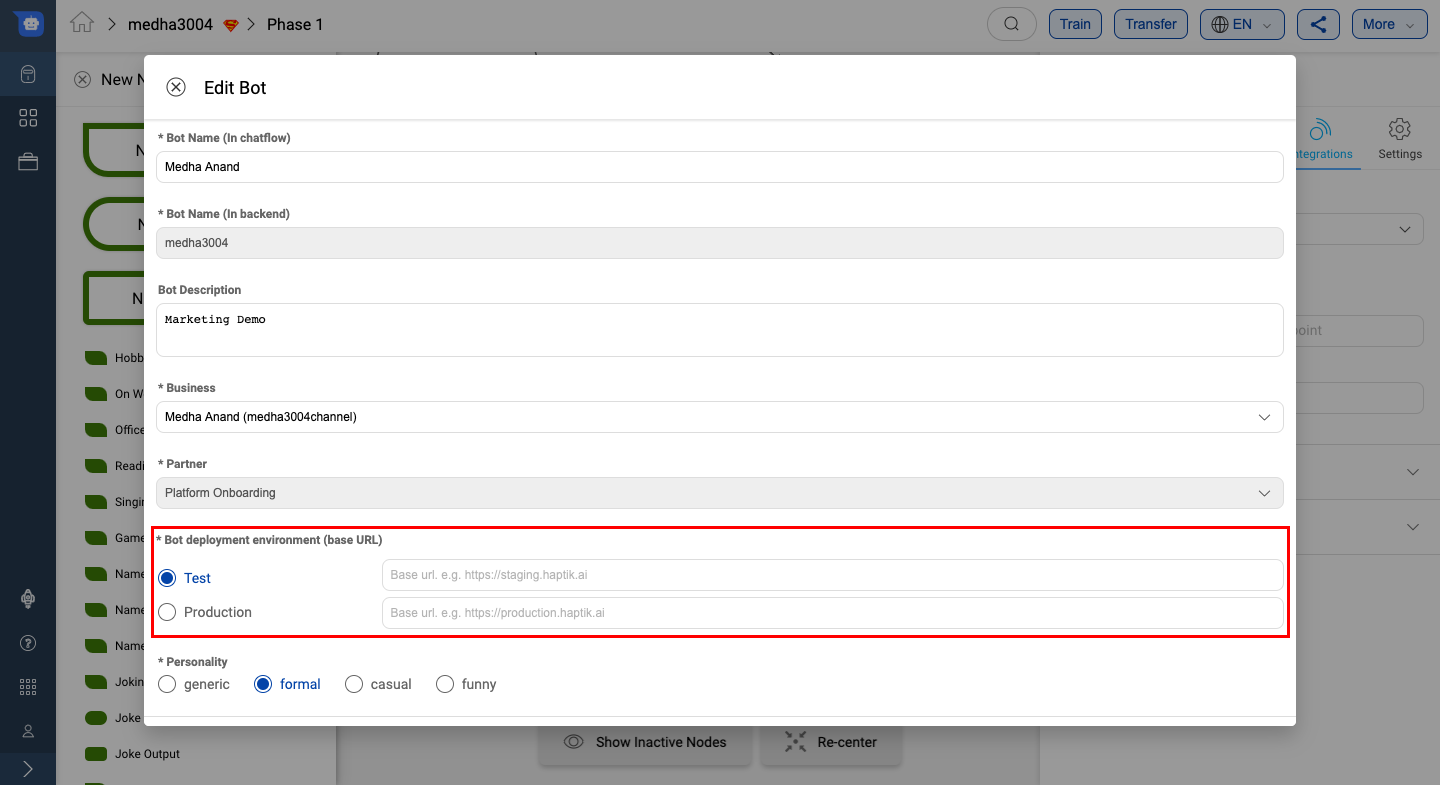 medha3004
Phase 1
Train
Transfer
EN
More
New N
Edit Bot
* Bot Name (In chatflow)
Medha Anand
* Bot Name (In backend)
medha3004
Bot Description
Marketing Demo
* Business
Medha Anand (medha3004channel)
* Partner
Platform Onboarding
* Bot deployment environment (base URL)
Test
Base url. e.g. https://staging.haptik.ai
Production
Base url. e.g. https://production.haptik.ai
* Personality
generic
formal
casual
funny
N
N
N
Hobb
On W
Office
Readi
Singin
Game
Name
Name
Name
Jokin
Joke
Joke Output
Show Inactive Nodes
Re-center
ntegrations
Settings
point